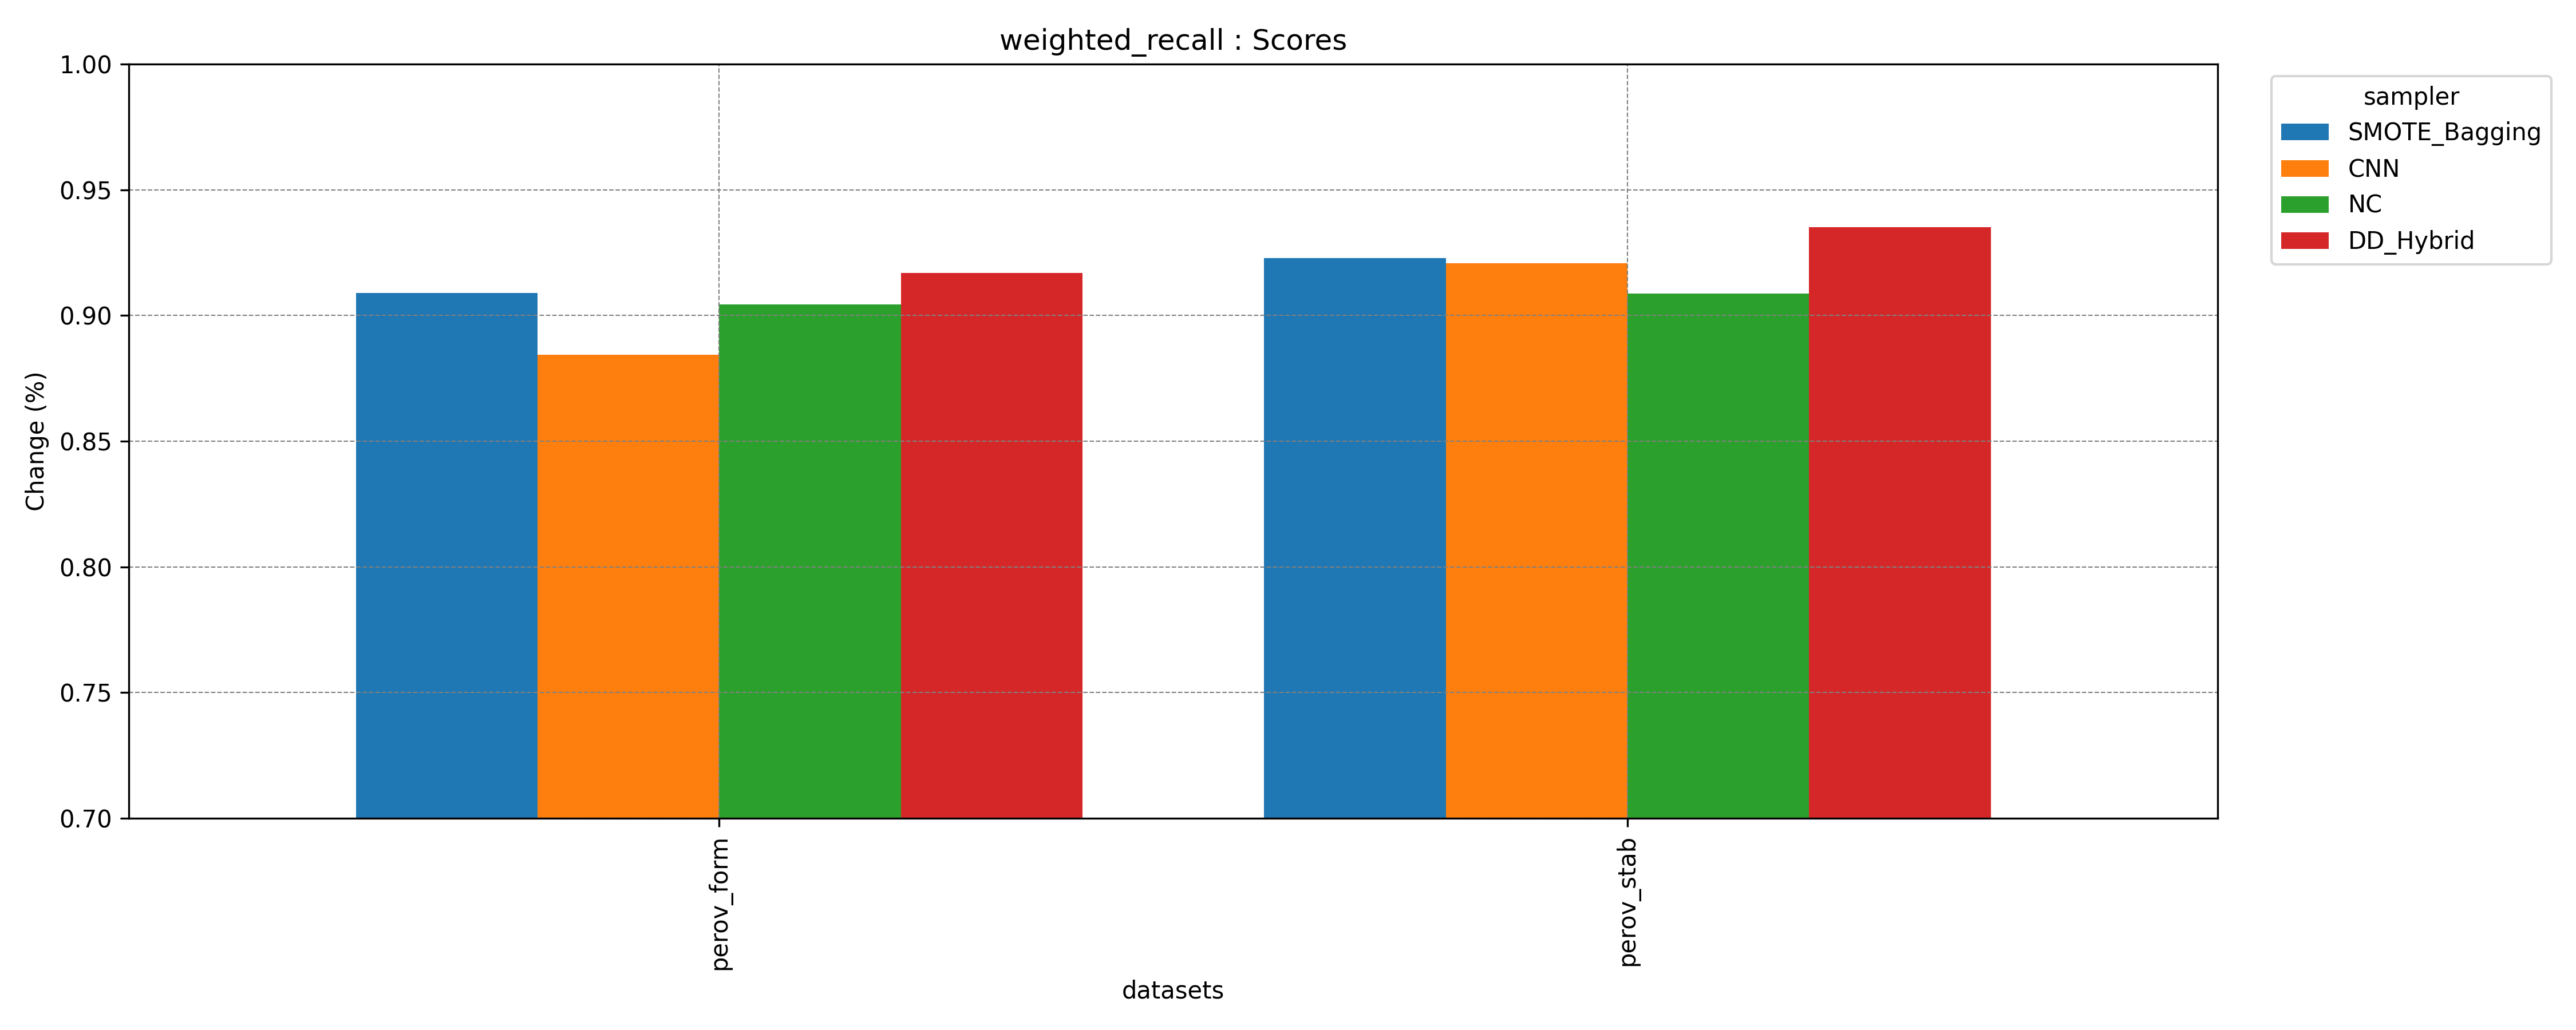 weighted_recall : Scores
1.00
0.95
0.90
0.85
0.80
0.75
0.70
Change (%)
perov_form
perov_stab
datasets
sampler
SMOTE_Bagging
CNN
NC
DD_Hybrid